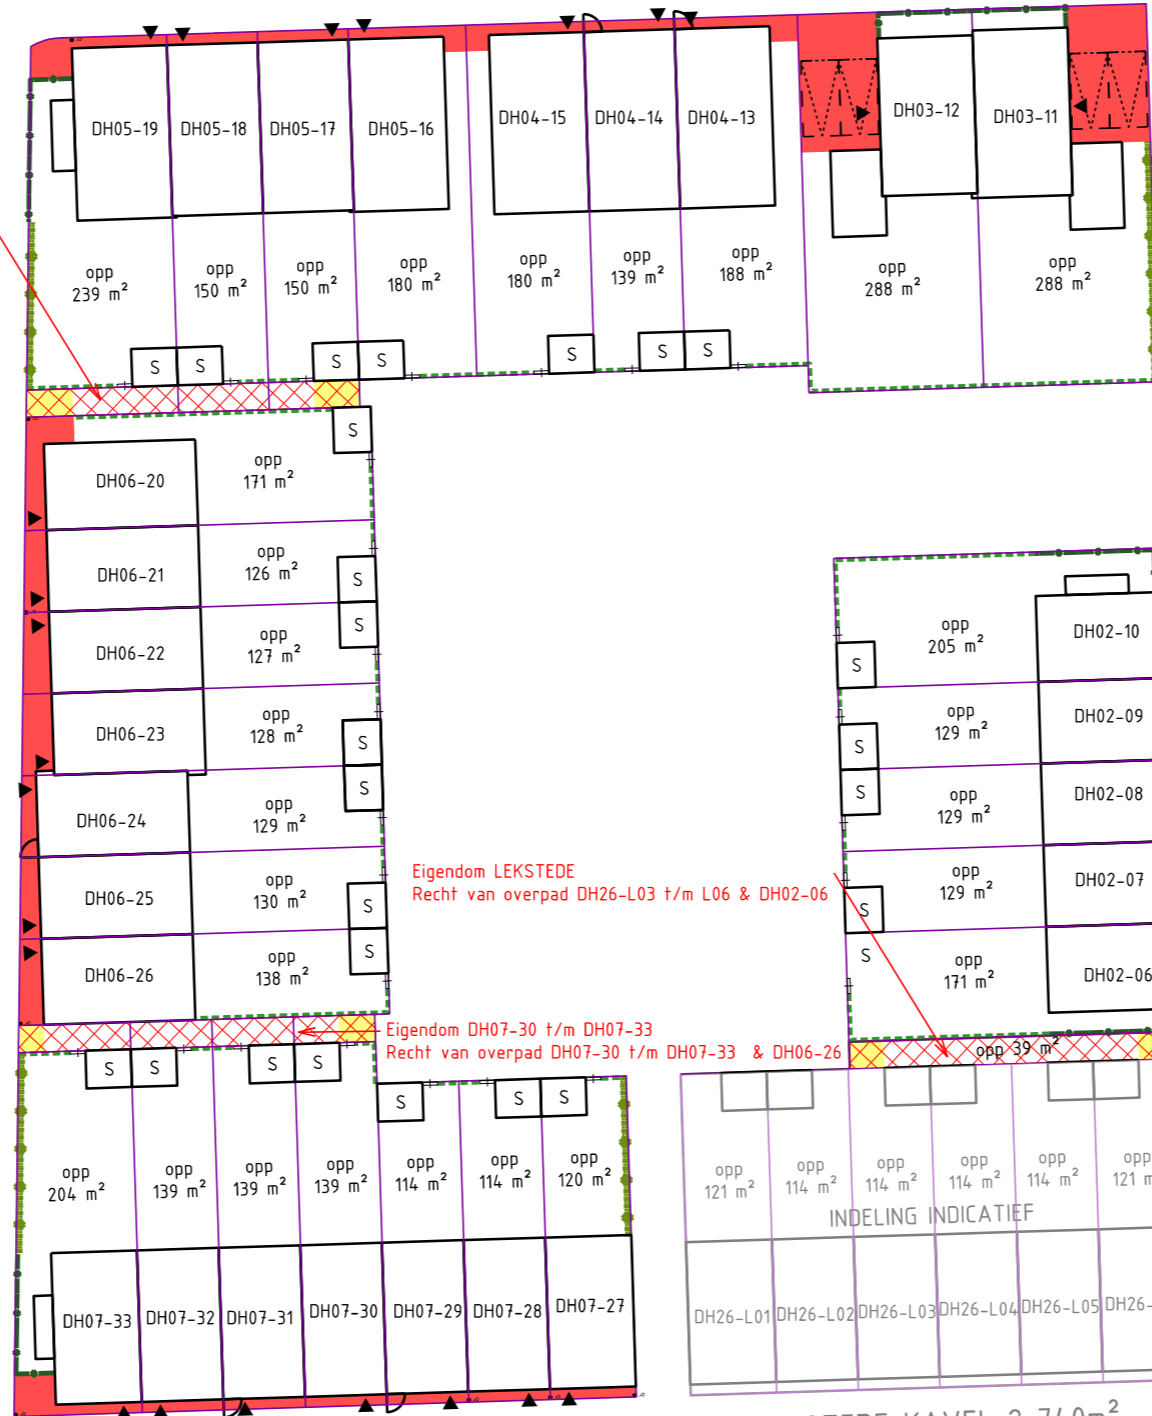 DH05-19 DH05-18 DH05-17 DH05-16 DH04-15 DH04-14 DH04-13 DH03-12 DH03-11
opp
239 m²
opp
150 m²
opp
150 m²
opp
180 m²
opp
180 m²
opp
139 m²
opp
188 m²
opp
288 m²
opp
288 m²
S S S S S S S
S
DH06-20
opp
171 m²
DH06-21
opp
126 m²
S
DH06-22
opp
127 m²
S
DH06-23
opp
128 m²
S
DH06-24
opp
129 m²
S
DH06-25
opp
130 m²
S
DH06-26
opp
138 m²
S
opp
205 m²
DH02-10
S
opp
129 m²
DH02-09
S
opp
129 m²
DH02-08
S
opp
129 m²
DH02-07
S
opp
171 m²
DH02-06
S
Eigendom LEKSTEDE
Recht van overpad DH26-L03 t/m L06 & DH02-06
Eigendom DH07-30 t/m DH07-33
Recht van overpad DH07-30 t/m DH07-33 & DH06-26
opp 39 m²
S S S S S S S
opp
204 m²
opp
139 m²
opp
139 m²
opp
139 m²
opp
114 m²
opp
114 m²
opp
120 m²
DH07-33 DH07-32 DH07-31 DH07-30 DH07-29 DH07-28 DH07-27
opp
121 m²
opp
114 m²
opp
114 m²
opp
114 m²
opp
114 m²
opp
121 m
INDELING INDICATIEF
DH26-L01 DH26-L02 DH26-L03 DH26-L04 DH26-L05 DH26-
KAVEL